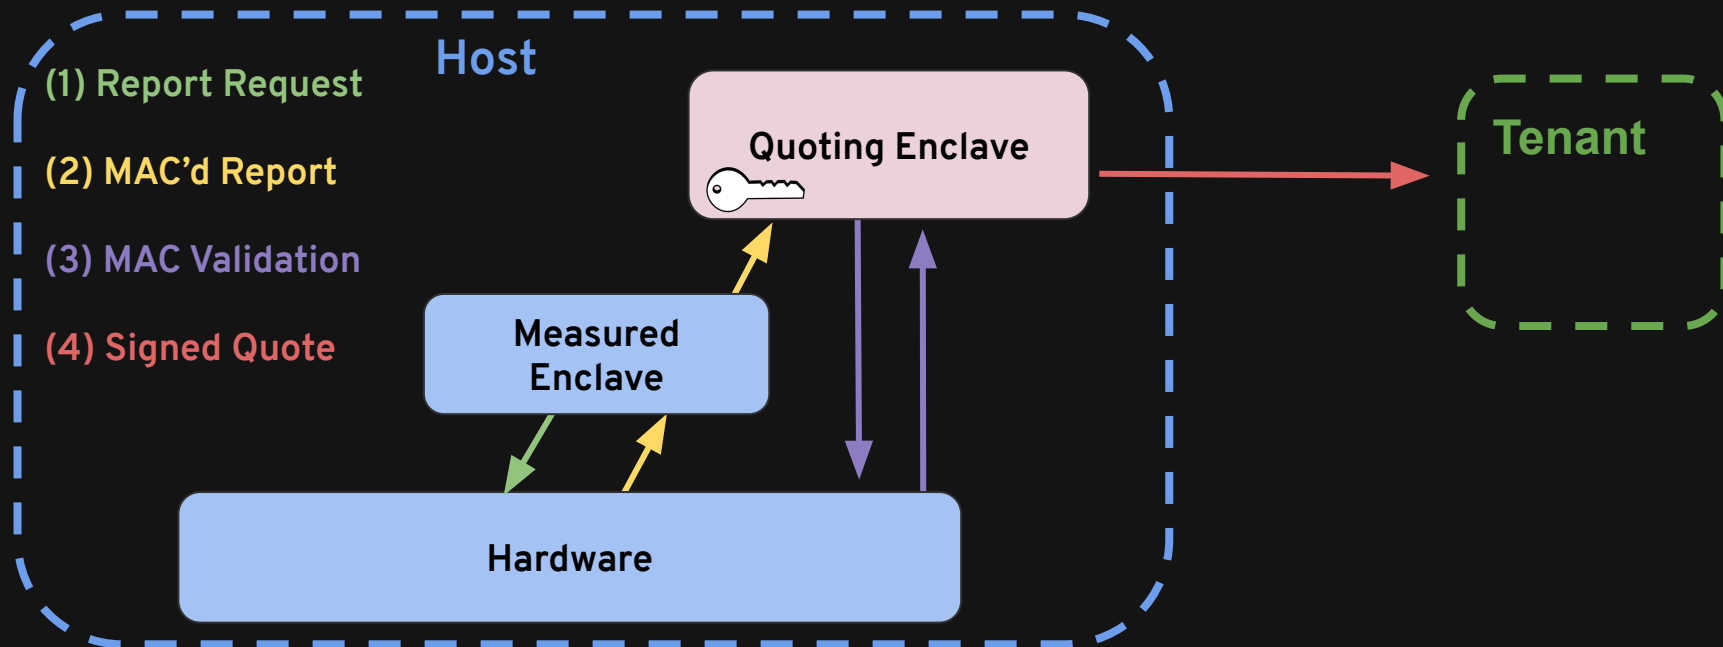 Host
(1) Report Request
(2) MAC’d Report
(3) MAC Validation
(4) Signed Quote
Quoting Enclave
Measured
Enclave
Hardware
Tenant